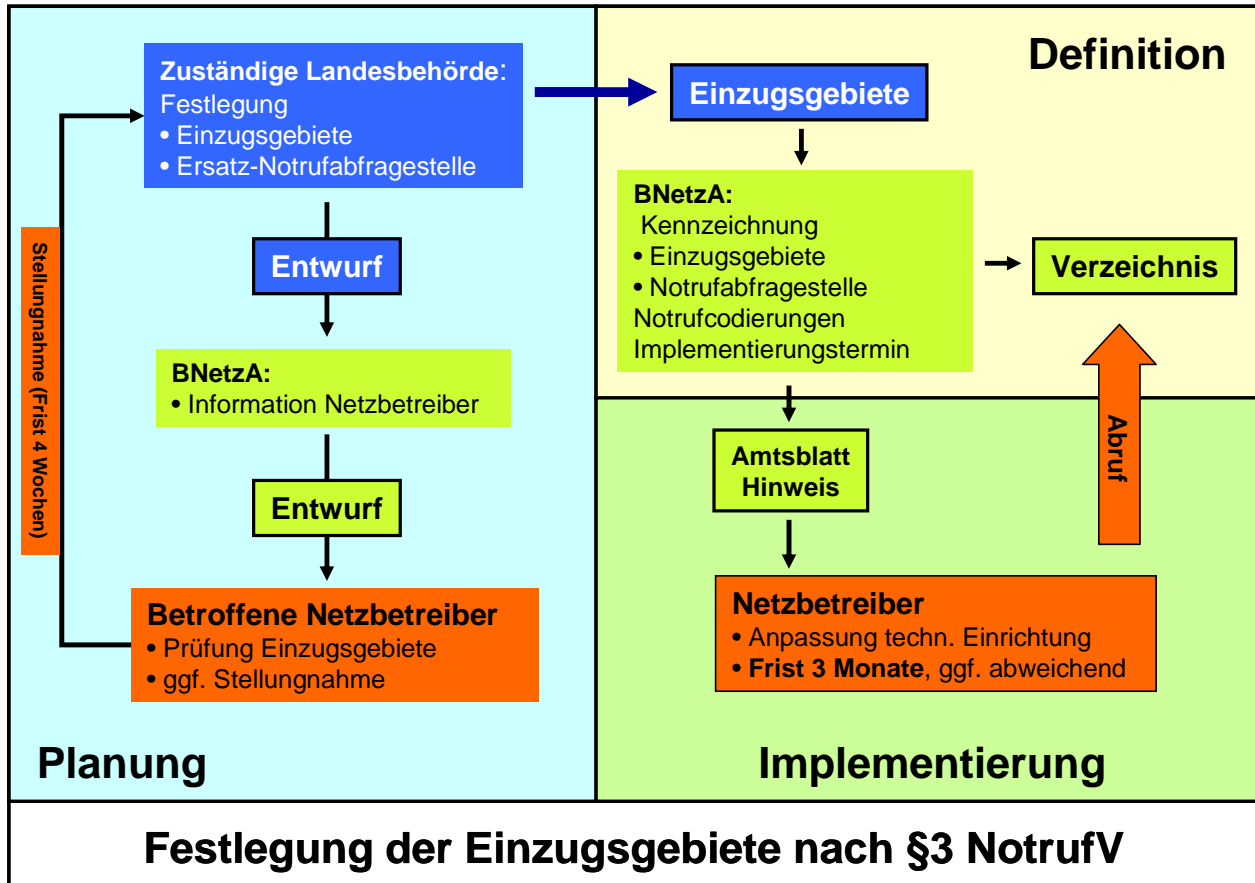 Zuständige Landesbehörde:
Festlegung
• Einzugsgebiete
• Ersatz-Notrufabfragestelle
Entwurf
BNetzA:
• Information Netzbetreiber
Entwurf
Betroffene Netzbetreiber
• Prüfung Einzugsgebiete
• ggf. Stellungnahme
Stellungnahme (Frist 4 Wochen)
Planung
Definition
Einzugsgebiete
BNetzA:
Kennzeichnung
• Einzugsgebiete
• Notrufabfragestelle
Notrufcodierungen
Implementierungstermin
Verzeichnis
Abruf
Amtsblatt
Hinweis
Netzbetreiber
• Anpassung techn. Einrichtung
• Frist 3 Monate, ggf. abweichend
Implementierung
Festlegung der Einzugsgebiete nach §3 NotrufV